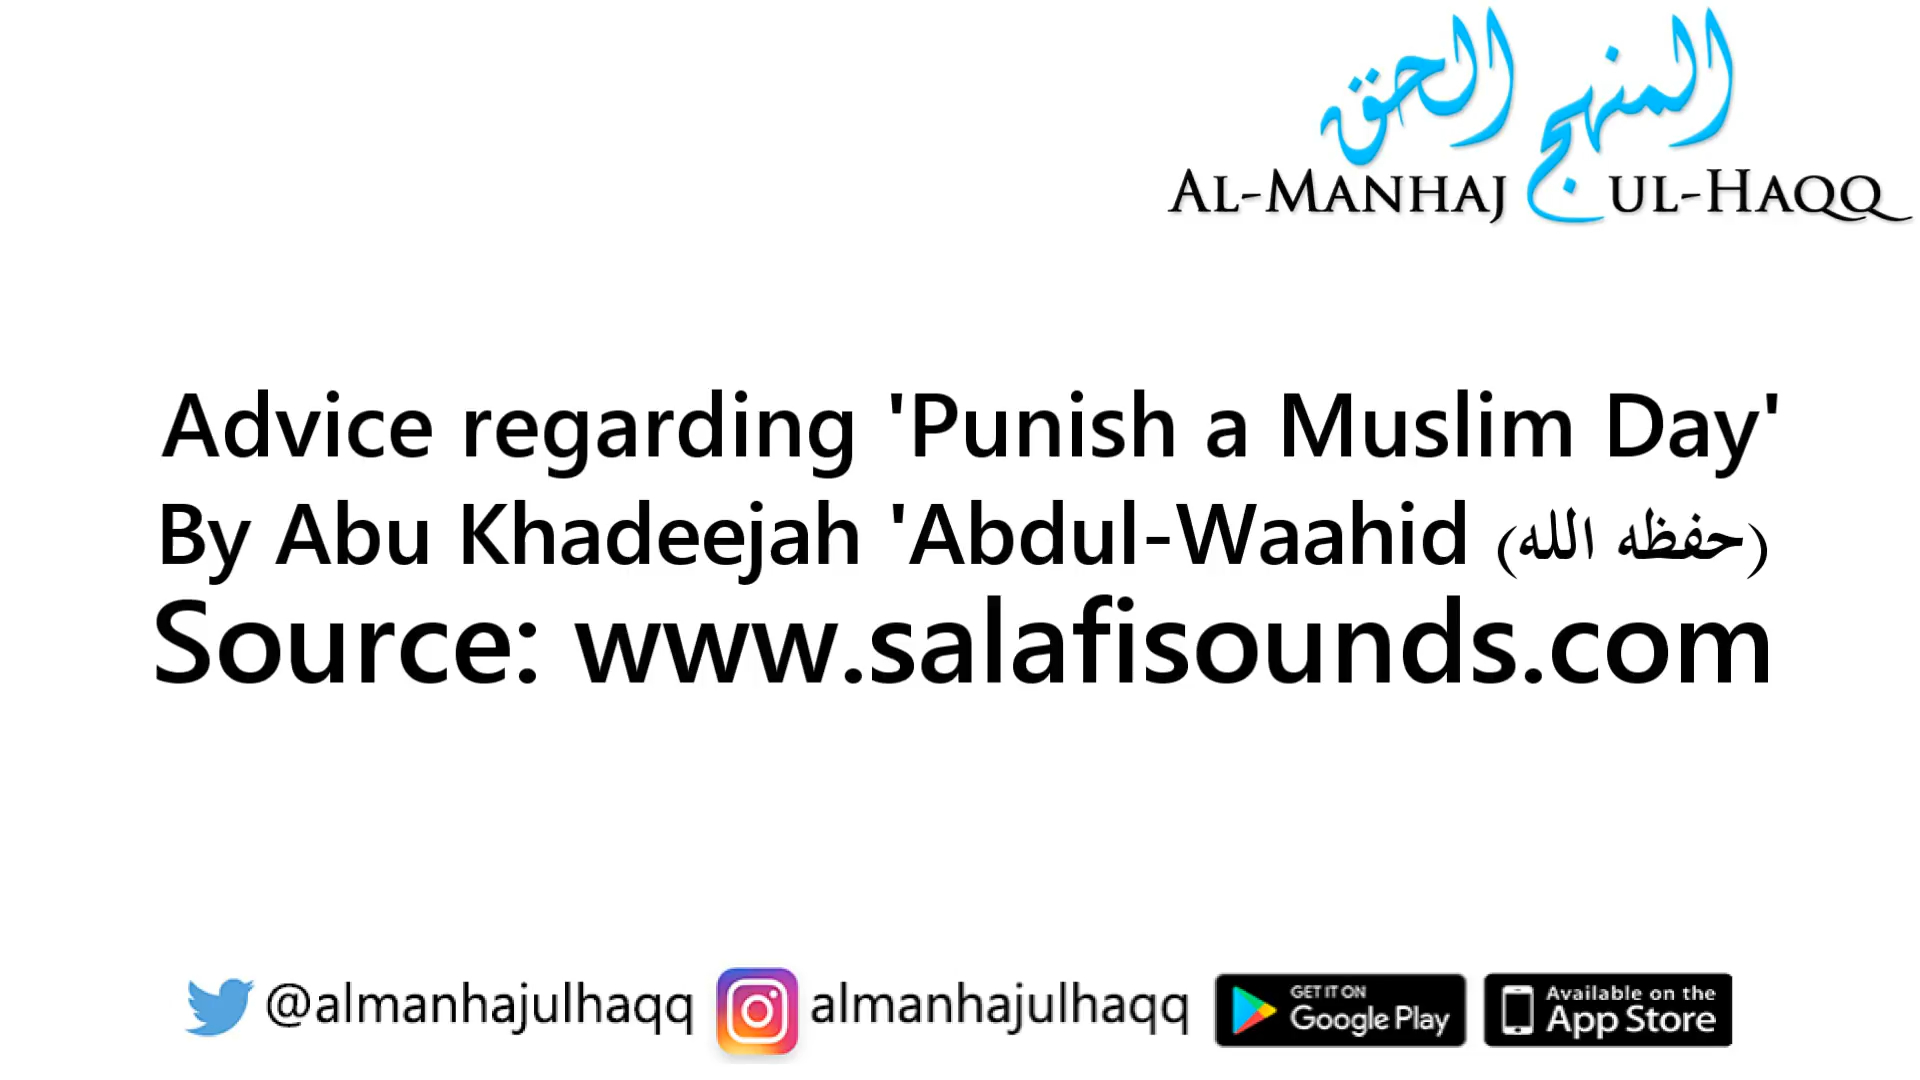 المنهج الحق
AL-MANHAJ UL-HAQQ
Advice regarding 'Punish a Muslim Day'
By Abu Khadeejah 'Abdul-Waahid (حفظه الله)
Source: www.salafisounds.com
@almanhajulhaqq almanhajulhaqq GET IT ON Google Play Available on the App Store